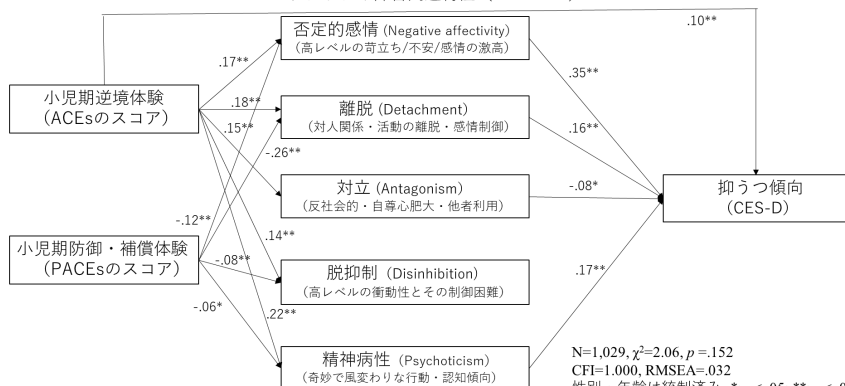 .10**
否定的感情 (Negative affectivity)
(高レベルの苛立ち/不安/感情の激高)
.17**
.35**
小児期逆境体験
(ACEsのスコア)
.18**
離脱 (Detachment)
(対人関係・活動の離脱・感情制御)
.15**
.16**
-.26**
対立 (Antagonism)
(反社会的・自尊心肥大・他者利用)
-.08*
抑うつ傾向
(CES-D)
-.12**
小児期防御・補償体験
(PACEsのスコア)
.14**
-.08**
脱抑制 (Disinhibition)
(高レベルの衝動性とその制御困難)
.17**
-.06*
.22**
精神病性 (Psychoticism)
(奇妙で風変わりな行動・認知傾向)
N=1,029, χ²=2.06, p =.152
CFI=1.000, RMSEA=.032